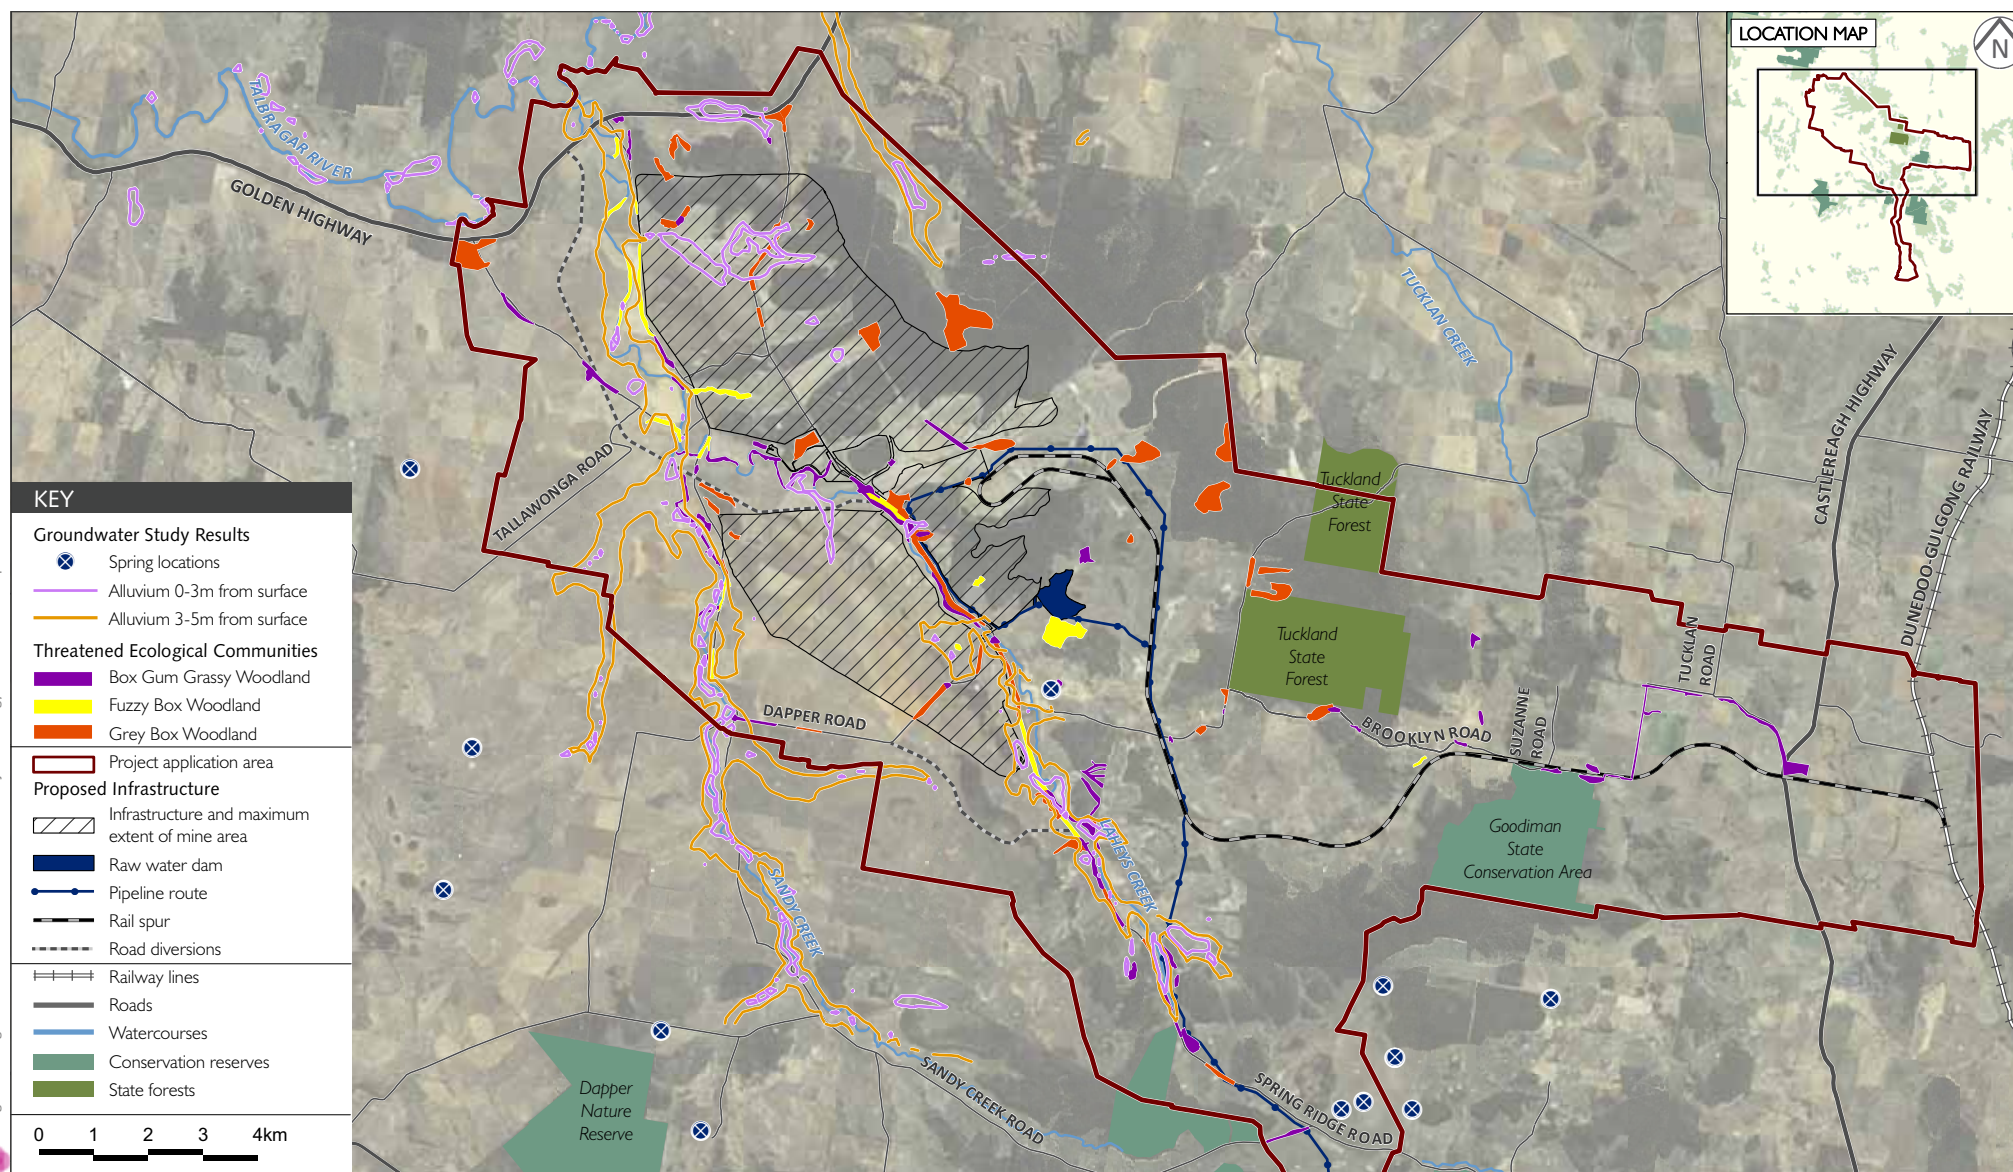 LOCATION MAP
N
TALBRAGAR RIVER
GOLDEN HIGHWAY
TUCKLAN CREEK
CASTLEREAGH HIGHWAY
DUNEDOO-GULGONG RAILWAY
TALLAWONGA ROAD
Tuckland
State
Forest
Tuckland
State
Forest
TUCKLAN
ROAD
SUZANNE
ROAD
BROOKLYN ROAD
DAPPER ROAD
Goodiman
State
Conservation Area
LAHEYS CREEK
SANDY CREEK
SANDY CREEK ROAD
SPRING RIDGE ROAD
Dapper
Nature
Reserve
KEY
Groundwater Study Results
Spring locations
Alluvium 0-3m from surface
Alluvium 3-5m from surface
Threatened Ecological Communities
Box Gum Grassy Woodland
Fuzzy Box Woodland
Grey Box Woodland
Project application area
Proposed Infrastructure
Infrastructure and maximum
extent of mine area
Raw water dam
Pipeline route
Rail spur
Road diversions
Railway lines
Roads
Watercourses
Conservation reserves
State forests
0 1 2 3 4km